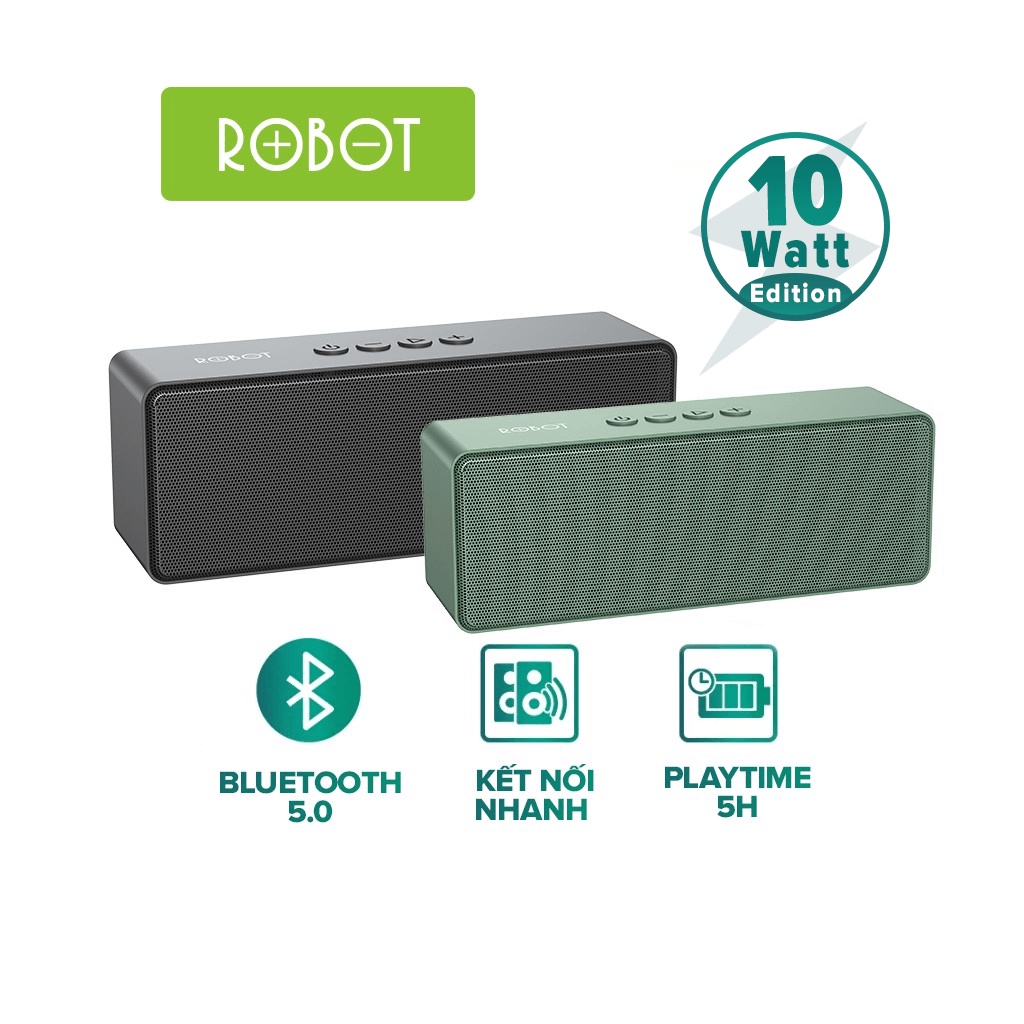 ROBOT
10
Watt
Edition
ROBOT
ROBOT
BLUETOOTH
5.0
KẾT NỐI
NHANH
PLAYTIME
5H